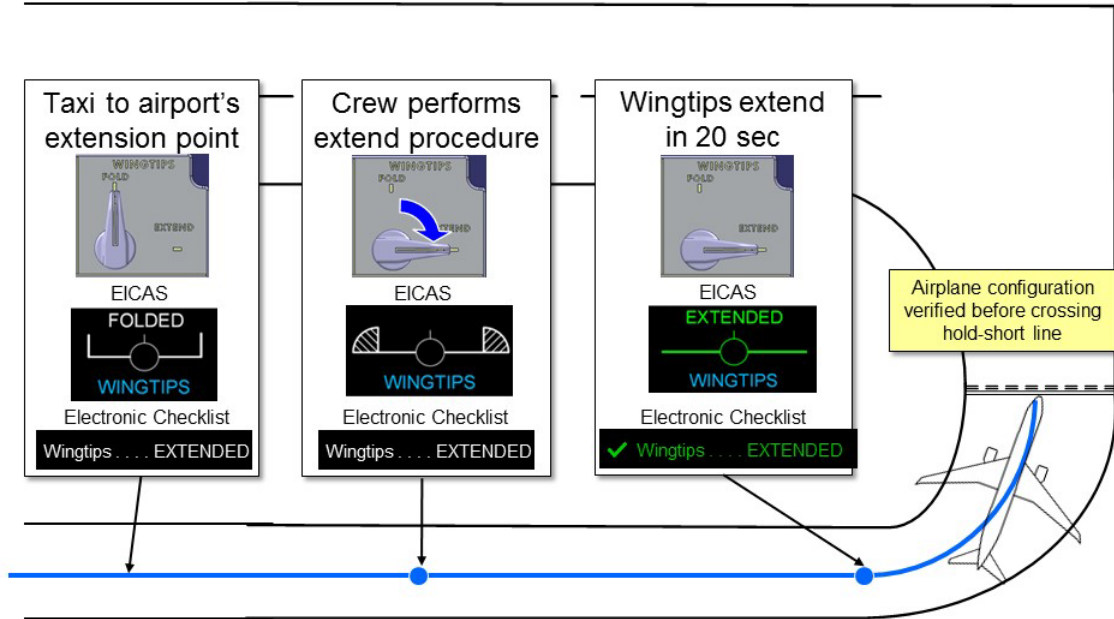 Taxi to airport's
extension point
WINGTIPS
FOLD
EXTEND
EICAS
FOLDED
WINGTIPS
Electronic Checklist
Wingtips . . . . EXTENDED
Crew performs
extend procedure
WINGTIPS
FOLD
TEND
EICAS
WINGTIPS
Electronic Checklist
Wingtips . . . . EXTENDED
Wingtips extend
in 20 sec
WINGTIPS
FOLD
EXTEND
EICAS
EXTENDED
WINGTIPS
Electronic Checklist
✓ Wingtips . . . . EXTENDED
Airplane configuration
verified before crossing
hold-short line